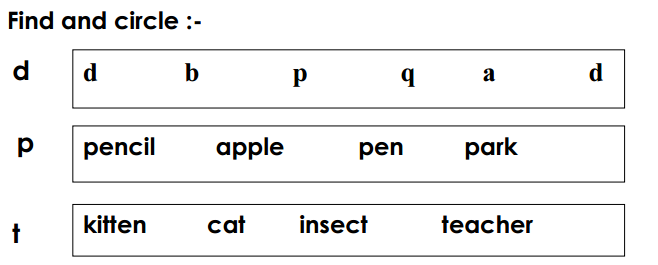 Find and circle :-
d d b p q a d
p pencil apple pen park
t kitten cat insect teacher